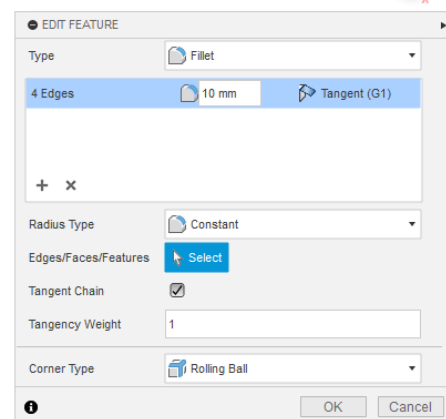 EDIT FEATURE
Type Fillet
4 Edges 10 mm Tangent (G1)
Radius Type Constant
Edges/Faces/Features Select
Tangent Chain
Tangency Weight 1
Corner Type Rolling Ball
OK Cancel